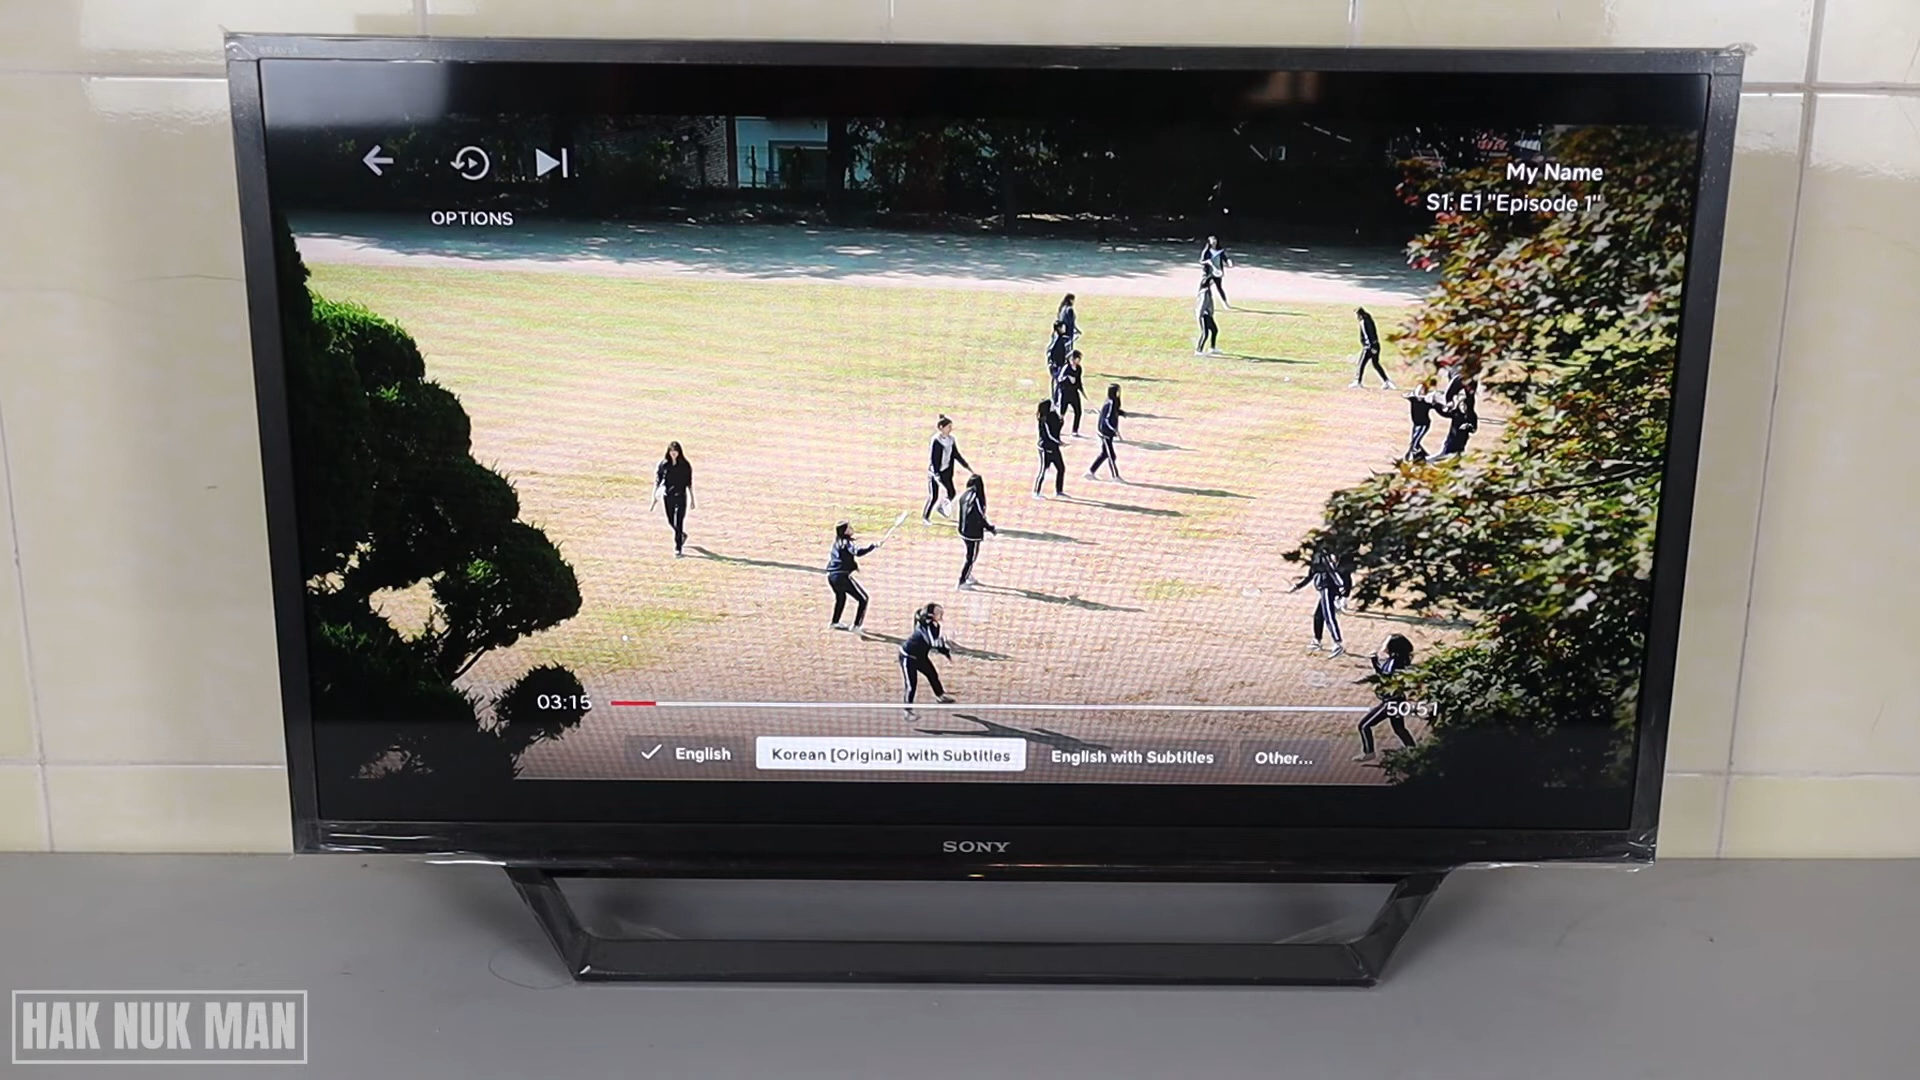 BRAVIA
My Name
S1: E1 "Episode 1"
OPTIONS
03:15
50:51
✓ English
Korean [Original] with Subtitles
English with Subtitles
Other...
SONY
HAK NUK MAN